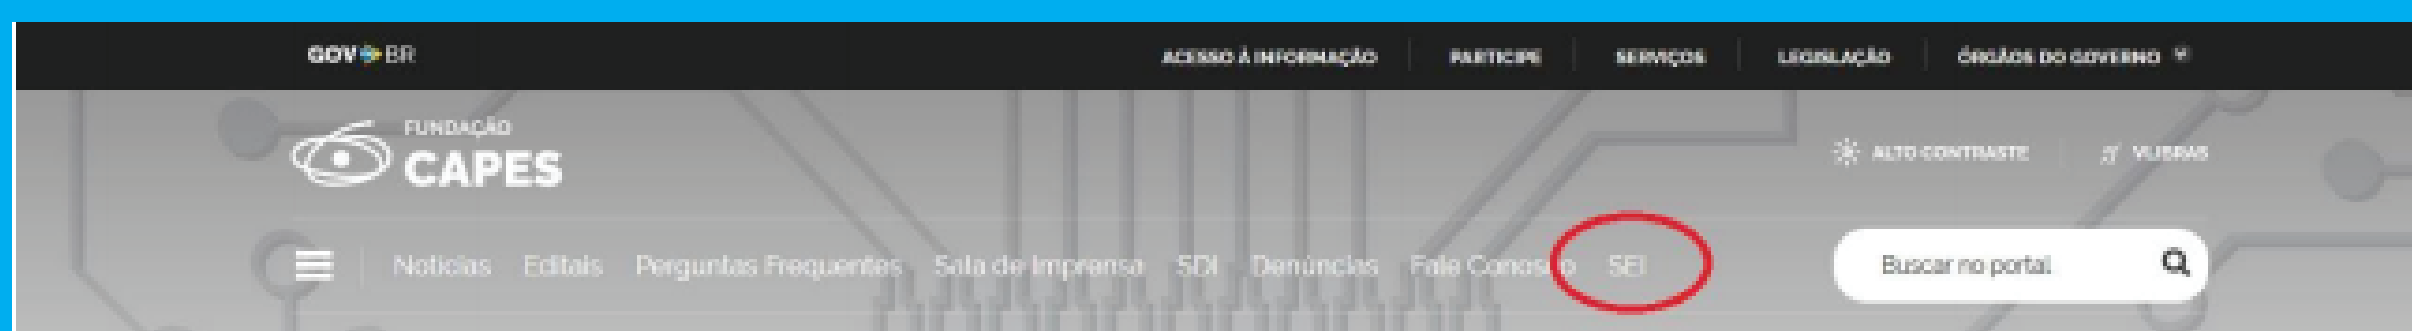 GOV BR ACESSO À INFORMAÇÃO PARTICIPE SERVIÇOS LEGISLAÇÃO ÓRGÃOS DO GOVERNO
FUNDAÇÃO
CAPES
ALTO CONTRASTE VLIBRAS
Notícias Editais Perguntas Frequentes Sala de Imprensa SDI Denúncias Fale Conosco SEI Buscar no portal